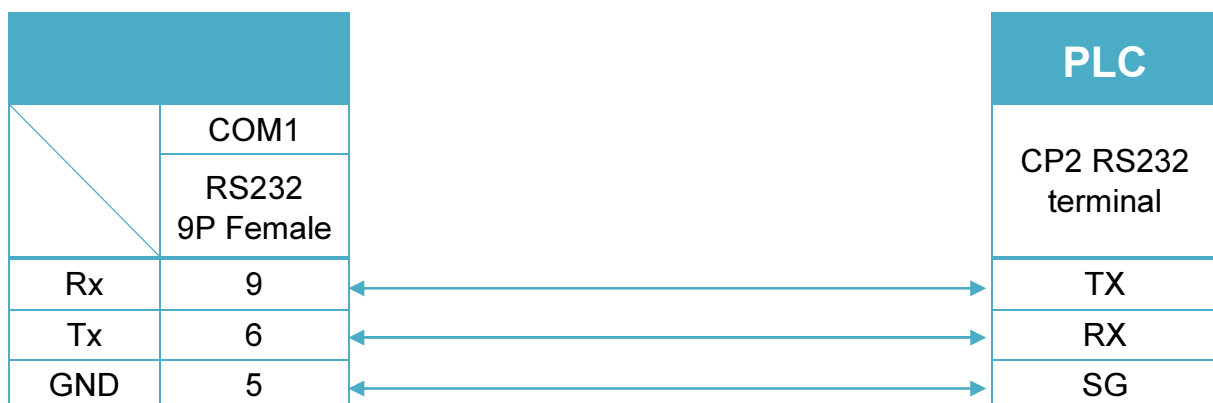 PLC
COM1
RS232
9P Female
CP2 RS232
terminal
Rx 9 TX
Tx 6 RX
GND 5 SG